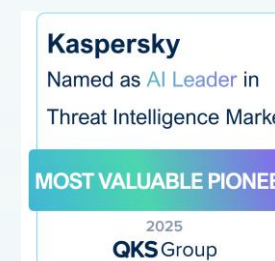 Kaspersky
Named as AI Leader in
Threat Intelligence Marke
MOST VALUABLE PIONEE
2025
QKS Group